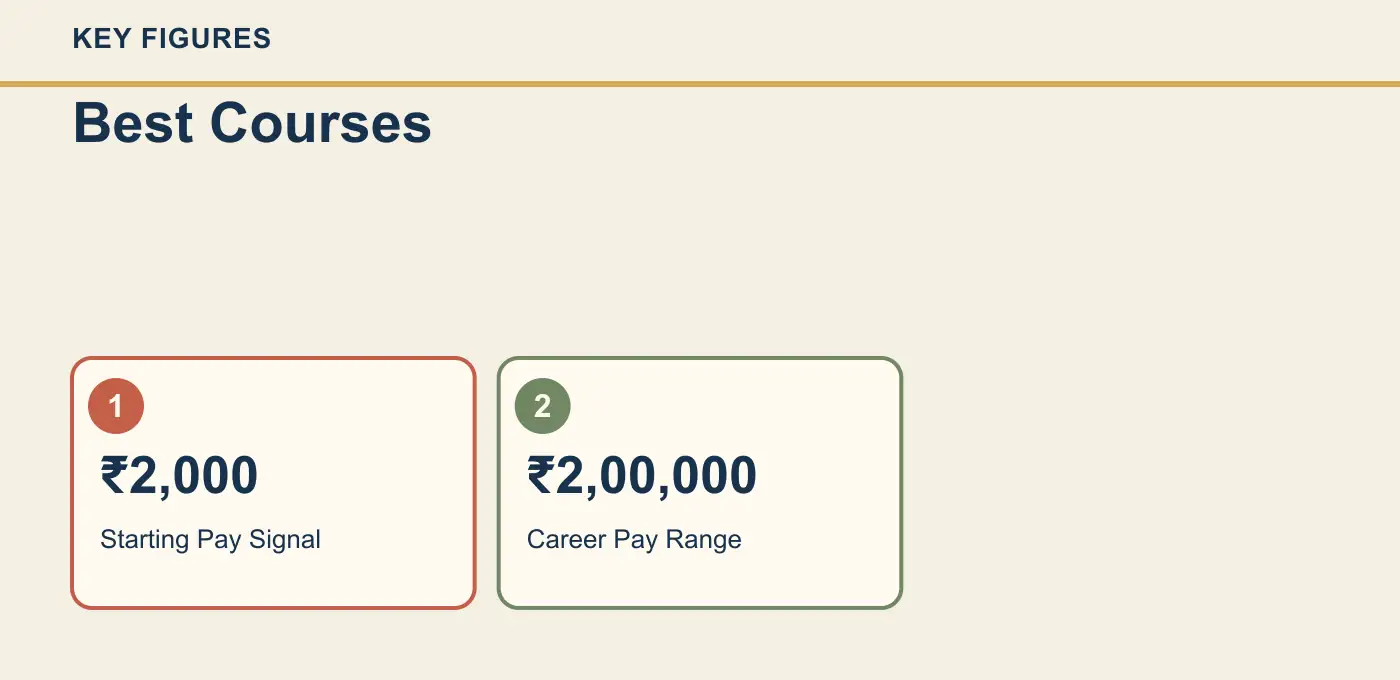 KEY FIGURES
Best Courses
1
₹2,000
Starting Pay Signal
2
₹2,00,000
Career Pay Range